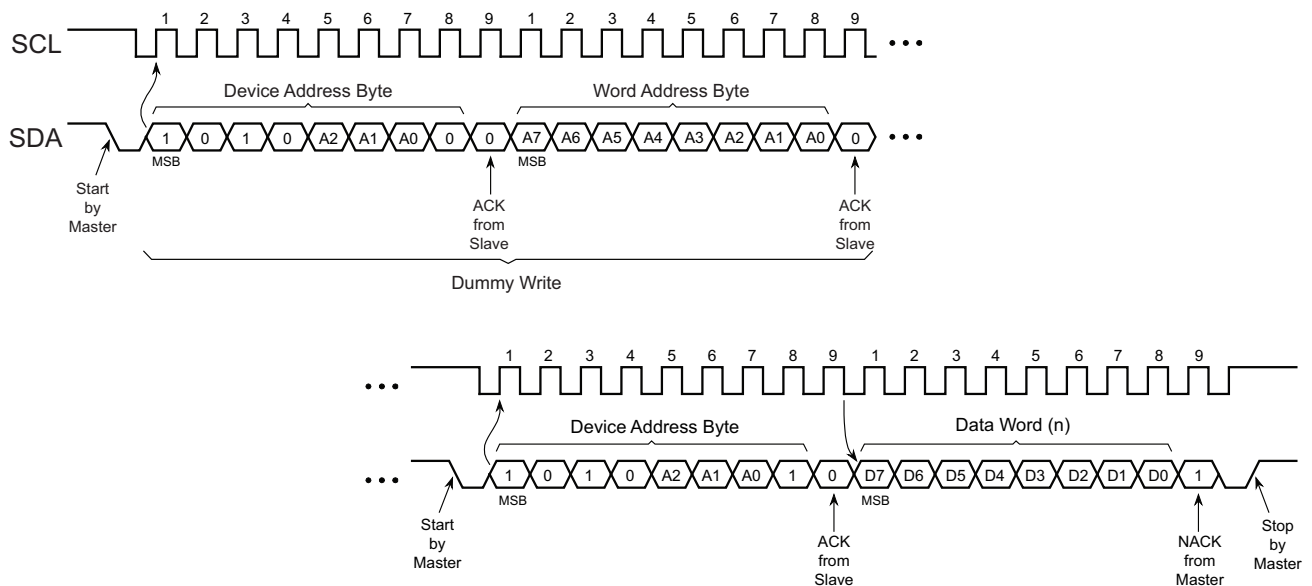 1 2 3 4 5 6 7 8 9 1 2 3 4 5 6 7 8 9
SCL
Device Address Byte Word Address Byte
SDA 1 0 1 0 A2 A1 A0 0 0 A7 A6 A5 A4 A3 A2 A1 A0 0
MSB MSB
Start by Master
ACK from Slave
ACK from Slave
Dummy Write
1 2 3 4 5 6 7 8 9 1 2 3 4 5 6 7 8 9
Device Address Byte Data Word (n)
1 0 1 0 A2 A1 A0 1 0 D7 D6 D5 D4 D3 D2 D1 D0 1
MSB MSB
Start by Master
ACK from Slave
NACK from Master
Stop by Master